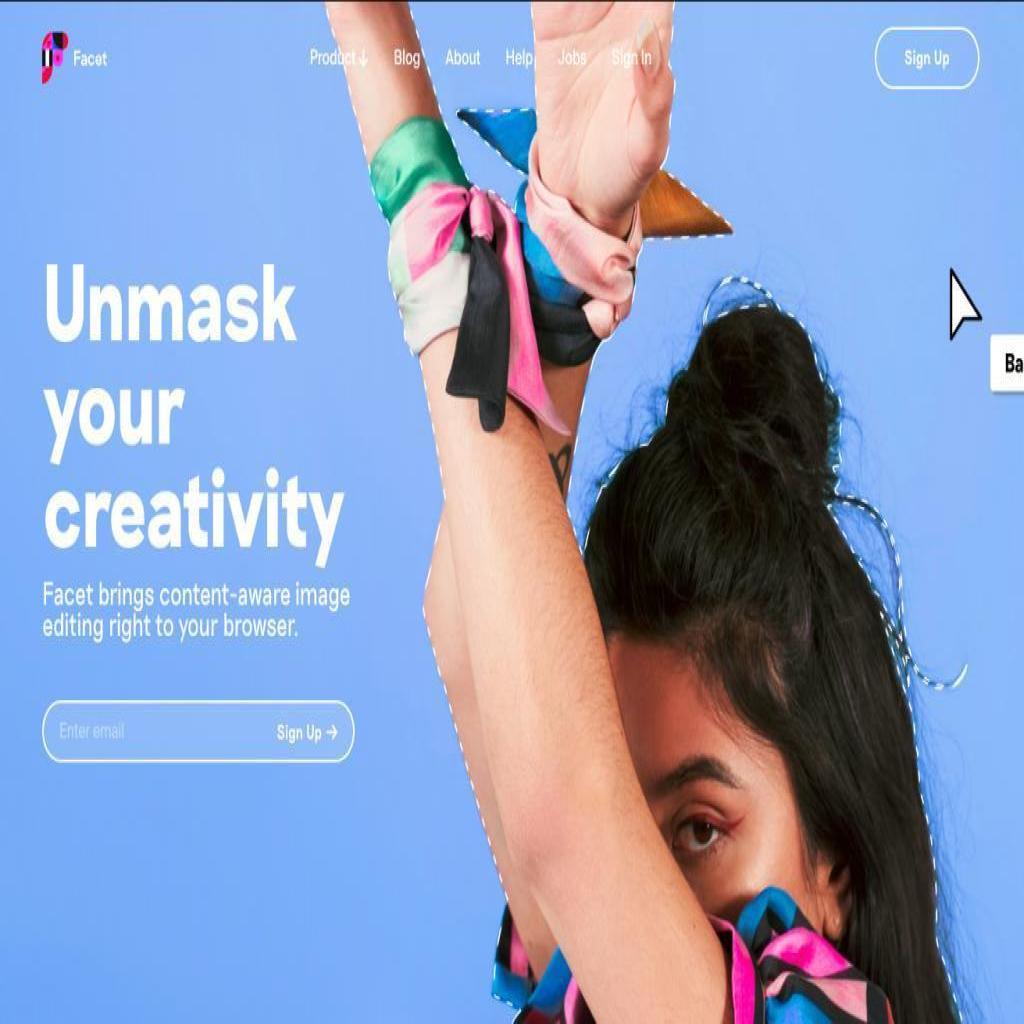 Facet
Product ↓ Blog About Help Jobs Sign In
Sign Up
Unmask
your
creativity
Facet brings content-aware image
editing right to your browser.
Enter email
Sign Up →
Ba